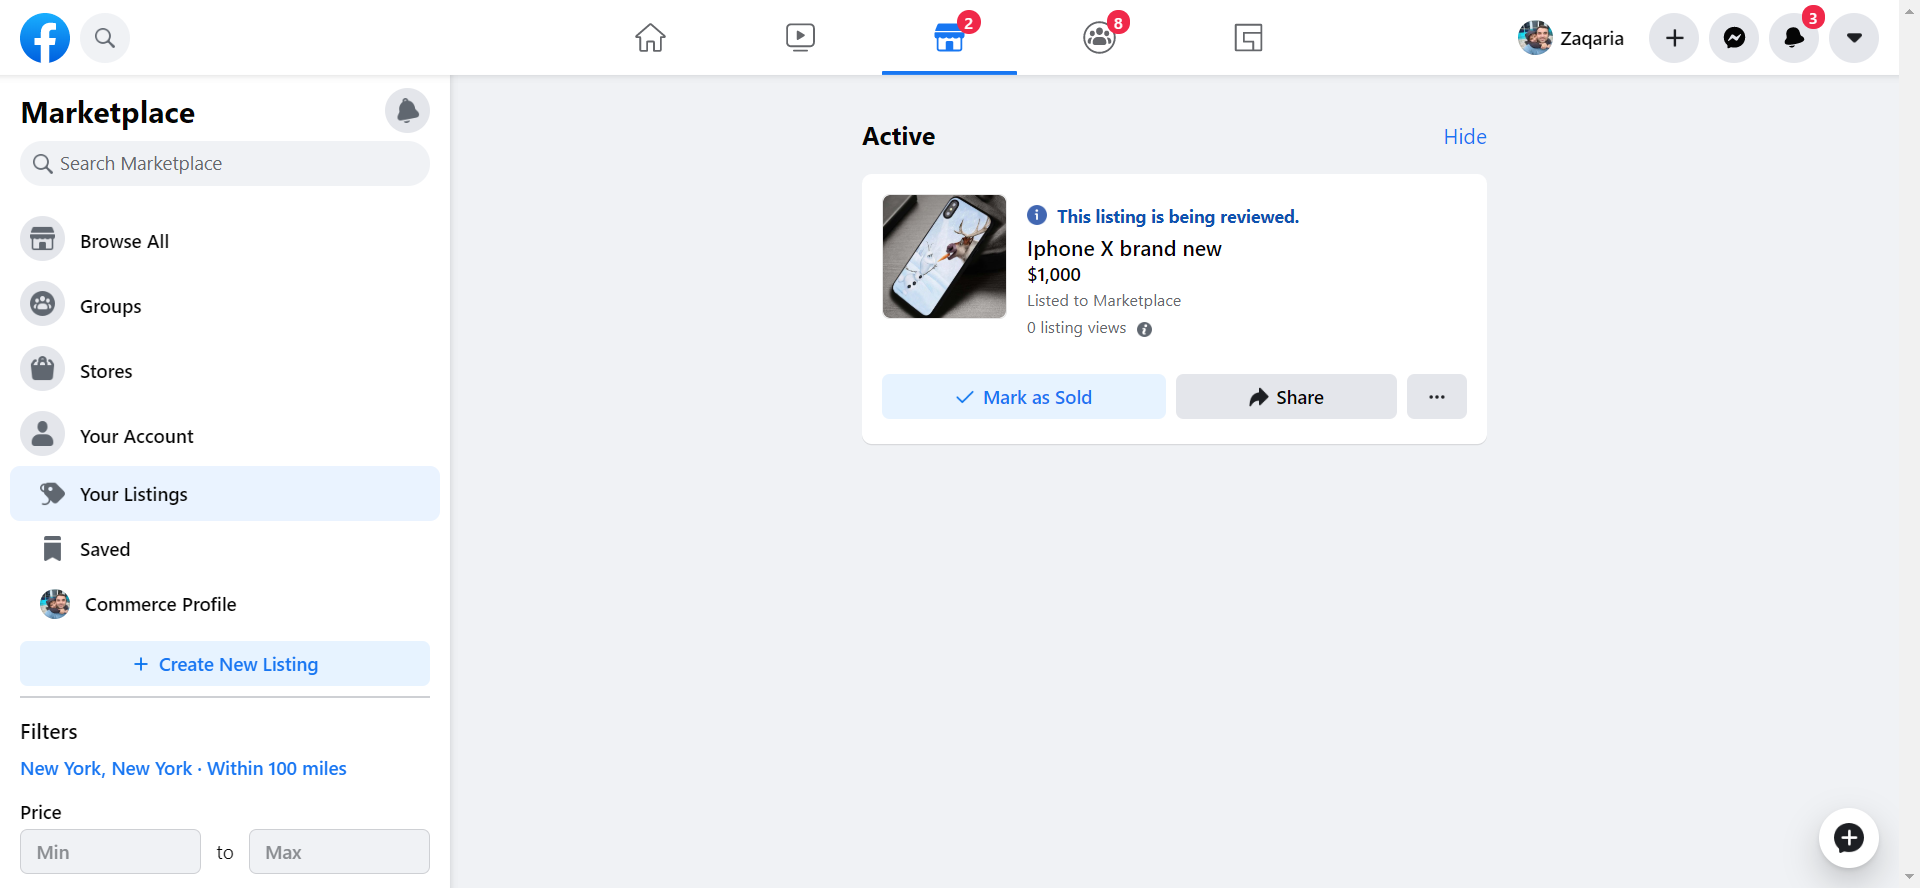 2
8
Zaqaria
3
Marketplace
Search Marketplace
Browse All
Groups
Stores
Your Account
Your Listings
Saved
Commerce Profile
+ Create New Listing
Filters
New York, New York · Within 100 miles
Price
Min to Max
Active Hide
This listing is being reviewed.
Iphone X brand new
$1,000
Listed to Marketplace
0 listing views
Mark as Sold Share ...